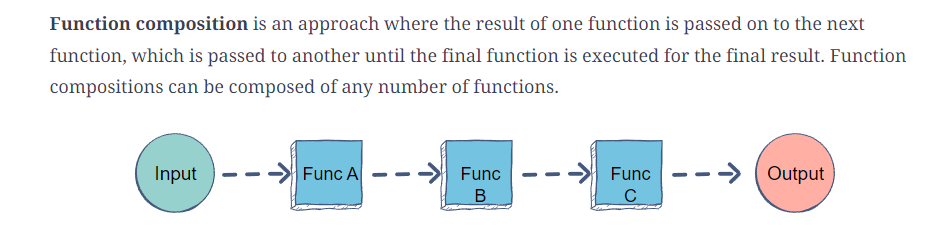 Function composition is an approach where the result of one function is passed on to the next
function, which is passed to another until the final function is executed for the final result. Function
compositions can be composed of any number of functions.
Input
Func A
Func
B
Func
C
Output